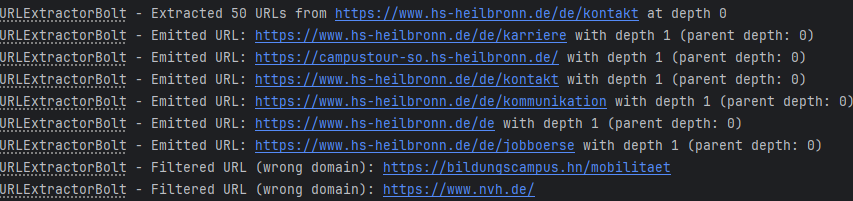 URLExtractorBolt - Extracted 50 URLs from https://www.hs-heilbronn.de/de/kontakt at depth 0
URLExtractorBolt - Emitted URL: https://www.hs-heilbronn.de/de/karriere with depth 1 (parent depth: 0)
URLExtractorBolt - Emitted URL: https://campustour-so.hs-heilbronn.de/ with depth 1 (parent depth: 0)
URLExtractorBolt - Emitted URL: https://www.hs-heilbronn.de/de/kontakt with depth 1 (parent depth: 0)
URLExtractorBolt - Emitted URL: https://www.hs-heilbronn.de/de/kommunikation with depth 1 (parent depth: 0)
URLExtractorBolt - Emitted URL: https://www.hs-heilbronn.de/de with depth 1 (parent depth: 0)
URLExtractorBolt - Emitted URL: https://www.hs-heilbronn.de/de/jobboerse with depth 1 (parent depth: 0)
URLExtractorBolt - Filtered URL (wrong domain): https://bildungscampus.hn/mobilitaet
URLExtractorBolt - Filtered URL (wrong domain): https://www.nvh.de/